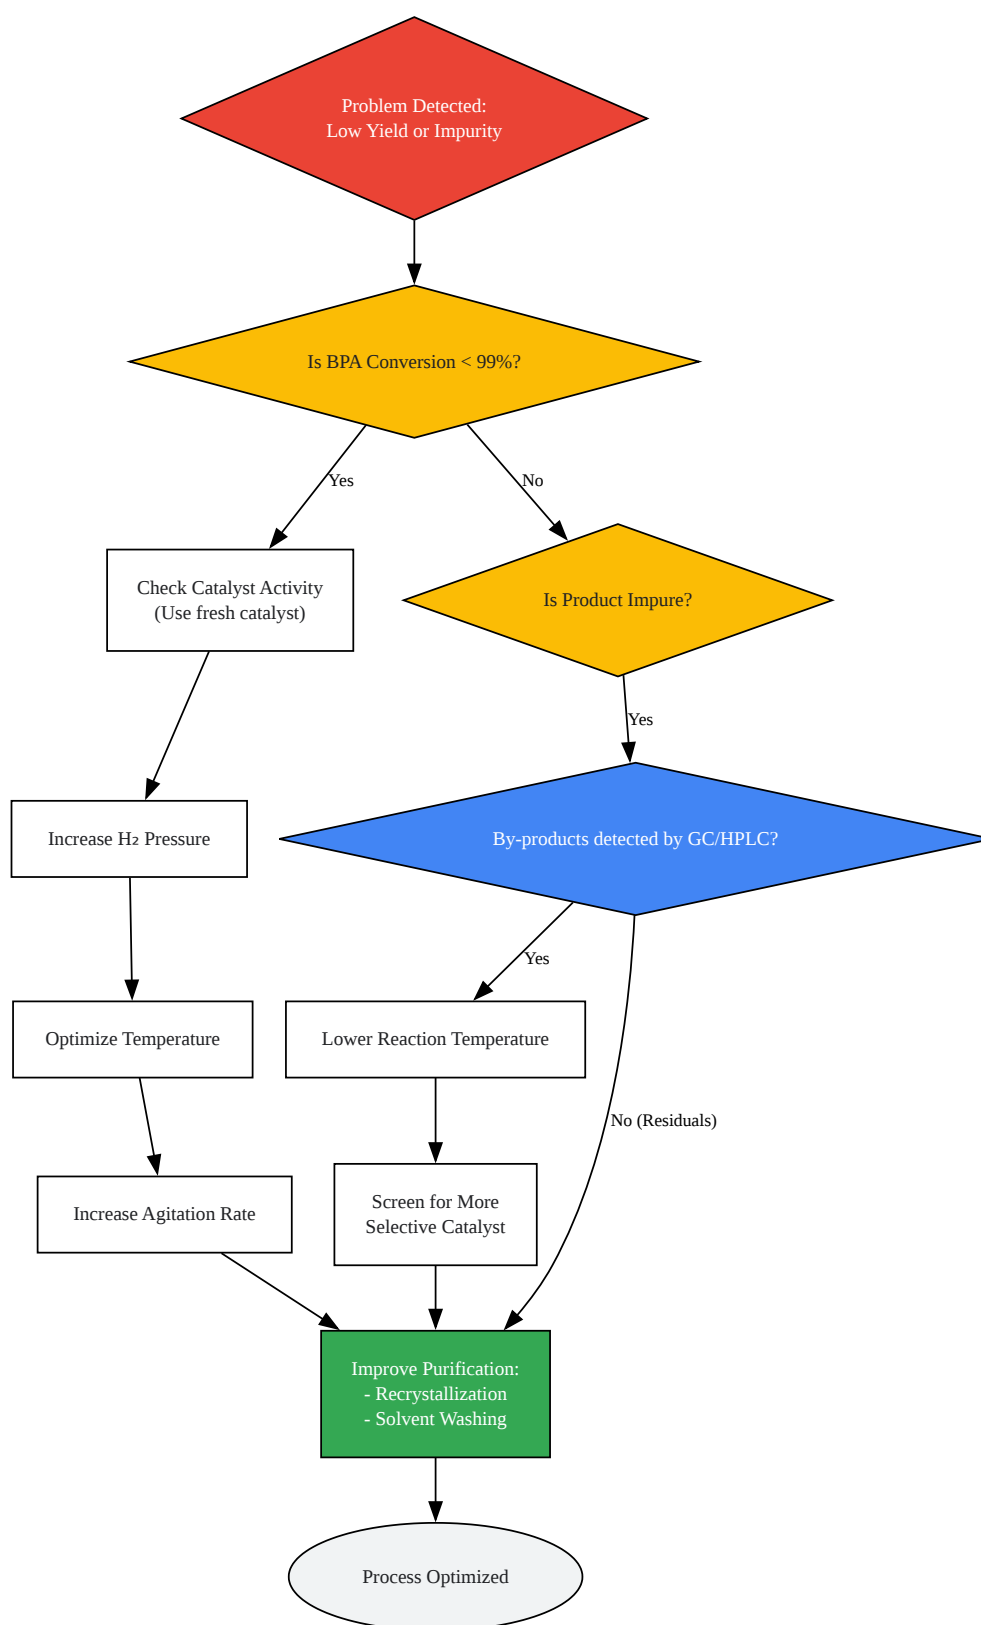 Problem Detected:
Low Yield or Impurity
Is BPA Conversion < 99%?
Yes
No
Check Catalyst Activity
(Use fresh catalyst)
Is Product Impure?
Yes
Increase H₂ Pressure
By-products detected by GC/HPLC?
Yes
Optimize Temperature
Lower Reaction Temperature
No (Residuals)
Increase Agitation Rate
Screen for More
Selective Catalyst
Improve Purification:
- Recrystallization
- Solvent Washing
Process Optimized